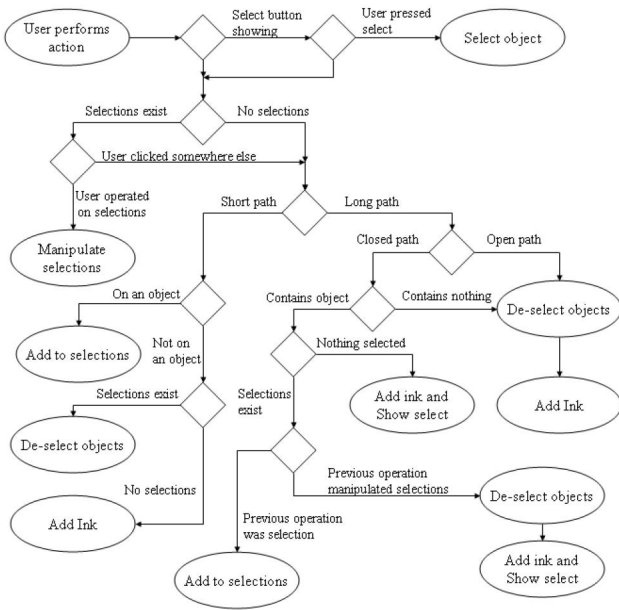 User performs
action
Select button
showing
User pressed
select
Select object
Selections exist
No selections
User clicked somewhere else
User operated
on selections
Manipulate
selections
Short path
Long path
Closed path
Open path
On an object
Contains object
Contains nothing
De-select objects
Add to selections
Not on
an object
Nothing selected
Selections exist
Selections
exist
Add ink and
Show select
Add Ink
De-select objects
No selections
Previous operation
manipulated selections
De-select objects
Add Ink
Previous operation
was selection
Add to selections
Add ink and
Show select